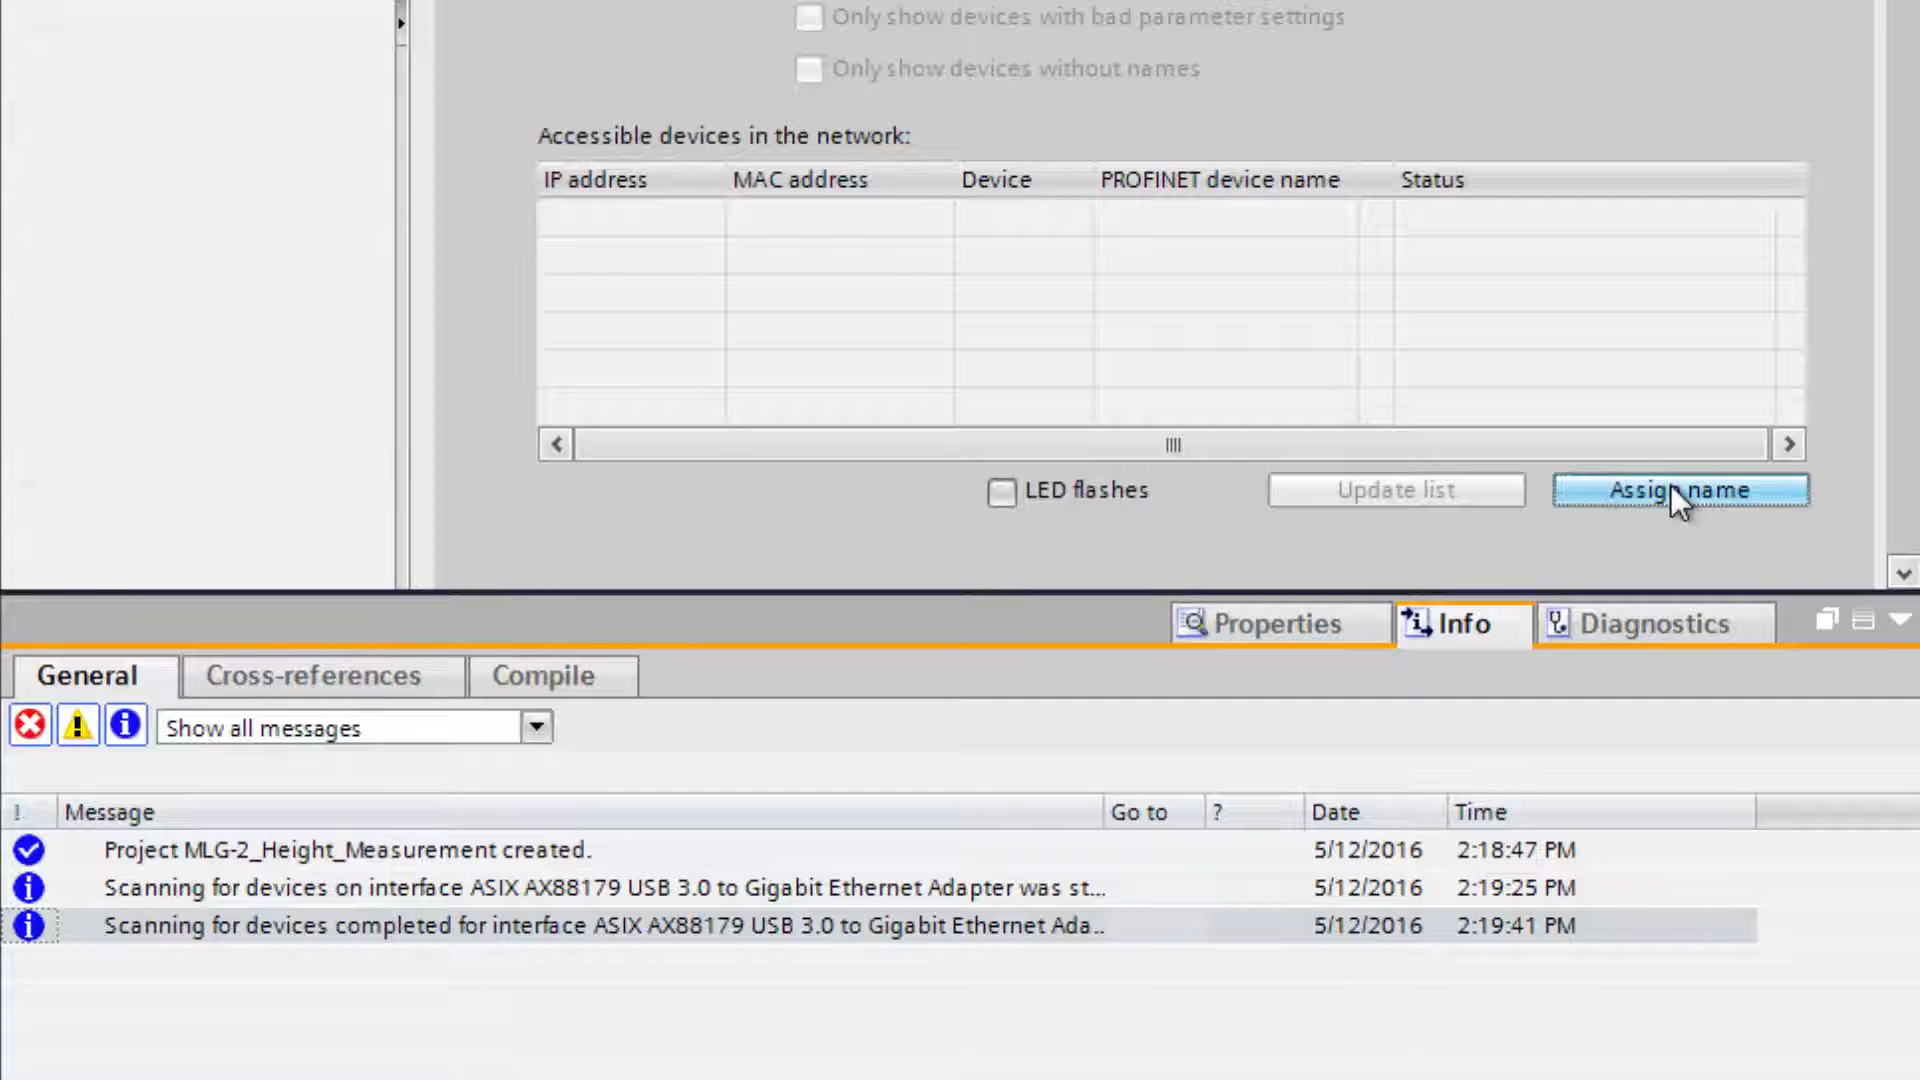 Only show devices with bad parameter settings
Only show devices without names
Accessible devices in the network:
IP address MAC address Device PROFINET device name Status
LED flashes Update list Assign name
Properties Info Diagnostics
General Cross-references Compile
Show all messages
! Message Go to ? Date Time
Project MLG-2_Height_Measurement created. 5/12/2016 2:18:47 PM
Scanning for devices on interface ASIX AX88179 USB 3.0 to Gigabit Ethernet Adapter was st... 5/12/2016 2:19:25 PM
Scanning for devices completed for interface ASIX AX88179 USB 3.0 to Gigabit Ethernet Ada.. 5/12/2016 2:19:41 PM